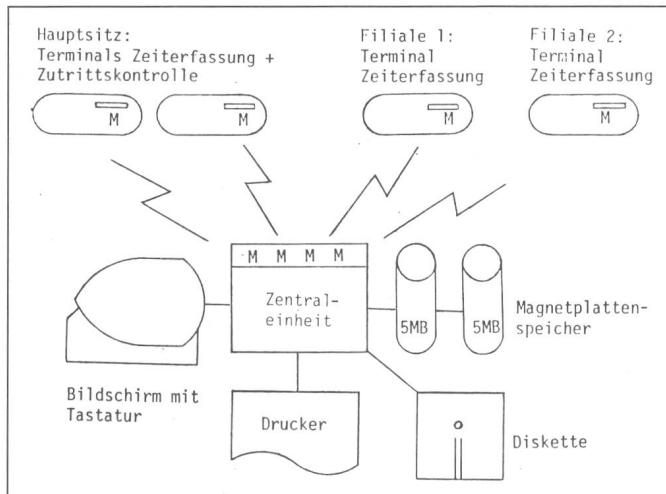 Hauptsitz:
Terminals Zeiterfassung +
Zutrittskontrolle
Filiale 1:
Terminal
Zeiterfassung
Filiale 2:
Terminal
Zeiterfassung
M
M
M
M
M M M M
Zentral-
einheit
5MB
5MB
Magnetplatten-
speicher
Bildschirm mit
Tastatur
Drucker
Diskette